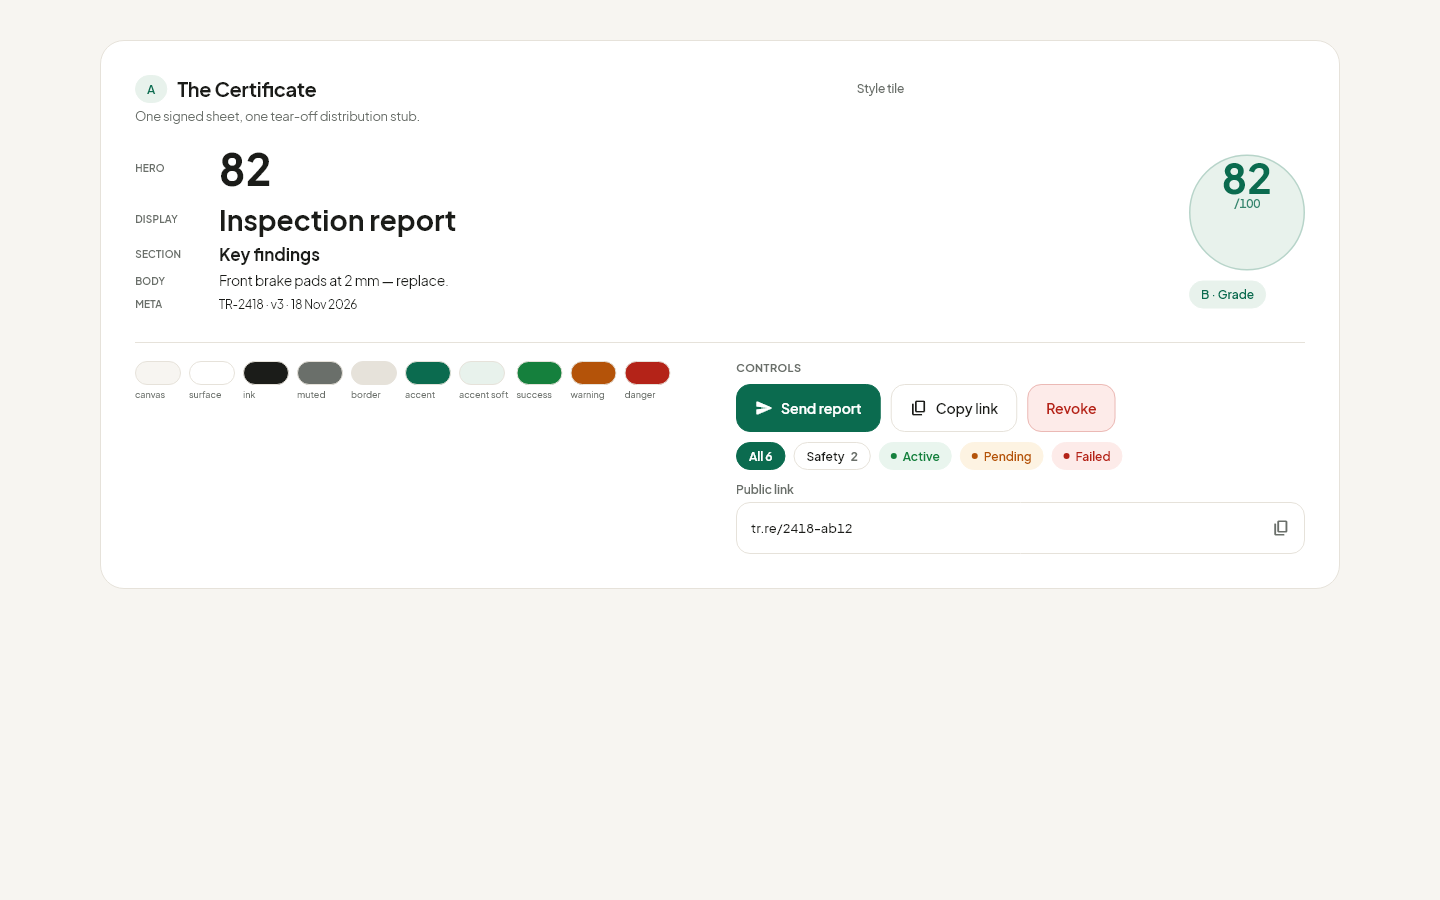 A The Certificate
Style tile
One signed sheet, one tear-off distribution stub.
HERO 82
DISPLAY Inspection report
SECTION Key findings
BODY Front brake pads at 2 mm — replace.
META TR-2418 · v3 · 18 Nov 2026
82
/100
B · Grade
canvas surface ink muted border accent accent soft success warning danger
CONTROLS
Send report Copy link Revoke
All 6 Safety 2 Active Pending Failed
Public link
tr.re/2418-ab12